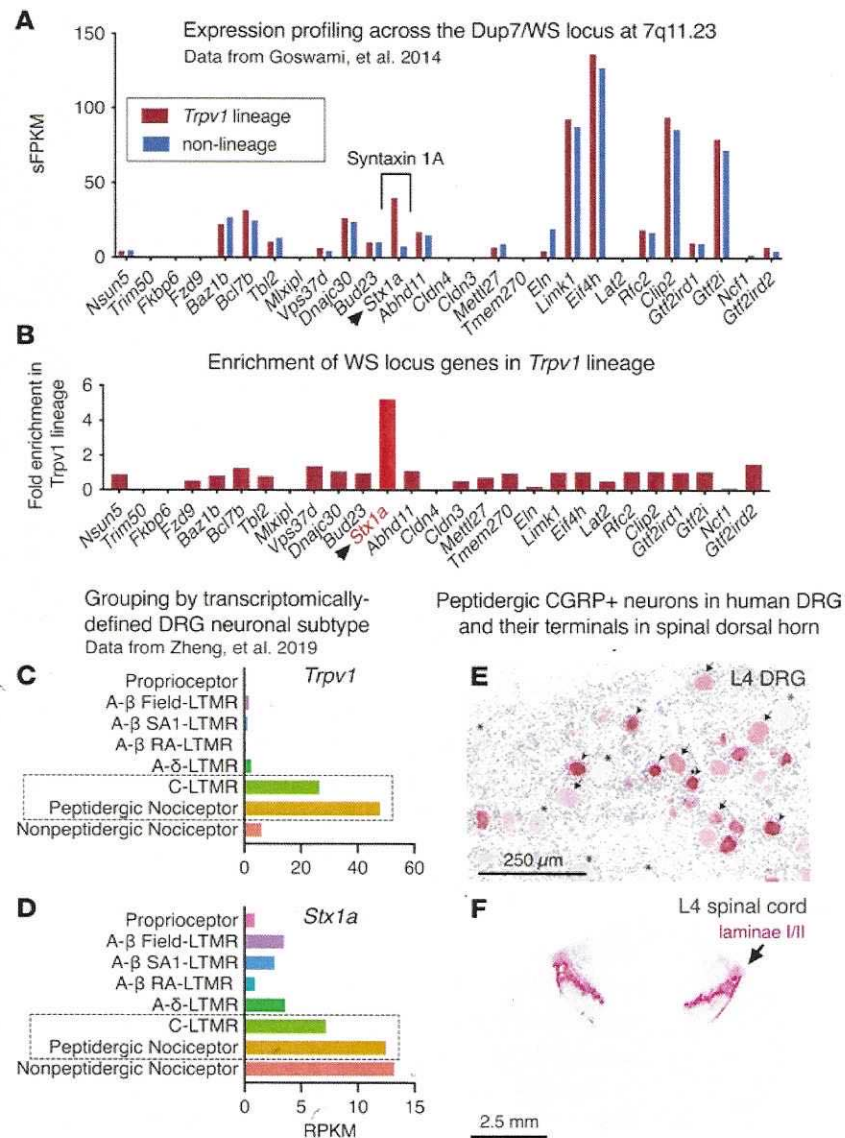 A
Expression profiling across the Dup7/WS locus at 7q11.23
Data from Goswami, et al. 2014
sFPKM
150
100
50
0
Trpv1 lineage
non-lineage
Syntaxin 1A
Nsun5
Trim50
Fkbp6
Fzd9
Baz1b
Bcl7b
Tbl2
Mlxipl
Vps37d
Dnajc30
Bud23
Stx1a
Abhd11
Cldn4
Cldn3
Mettl27
Tmem270
Eln
Limk1
Eif4h
Lat2
Rfc2
Clip2
Gtf2ird1
Gtf2i
Ncf1
Gtf2ird2
B
Enrichment of WS locus genes in Trpv1 lineage
Fold enrichment in
Trpv1 lineage
6
4
2
0
Nsun5
Trim50
Fkbp6
Fzd9
Baz1b
Bcl7b
Tbl2
Mlxipl
Vps37d
Dnajc30
Bud23
Stx1a
Abhd11
Cldn4
Cldn3
Mettl27
Tmem270
Eln
Limk1
Eif4h
Lat2
Rfc2
Clip2
Gtf2ird1
Gtf2i
Ncf1
Gtf2ird2
Grouping by transcriptomically-
defined DRG neuronal subtype
Data from Zheng, et al. 2019
C
Trpv1
Proprioceptor
A-β Field-LTMR
A-β SA1-LTMR
A-β RA-LTMR
A-δ-LTMR
C-LTMR
Peptidergic Nociceptor
Nonpeptidergic Nociceptor
0 20 40 60
D
Stx1a
Proprioceptor
A-β Field-LTMR
A-β SA1-LTMR
A-β RA-LTMR
A-δ-LTMR
C-LTMR
Peptidergic Nociceptor
Nonpeptidergic Nociceptor
0 5 10 15
RPKM
Peptidergic CGRP+ neurons in human DRG
and their terminals in spinal dorsal horn
E
L4 DRG
250 µm
F
L4 spinal cord
laminae I/II
2.5 mm